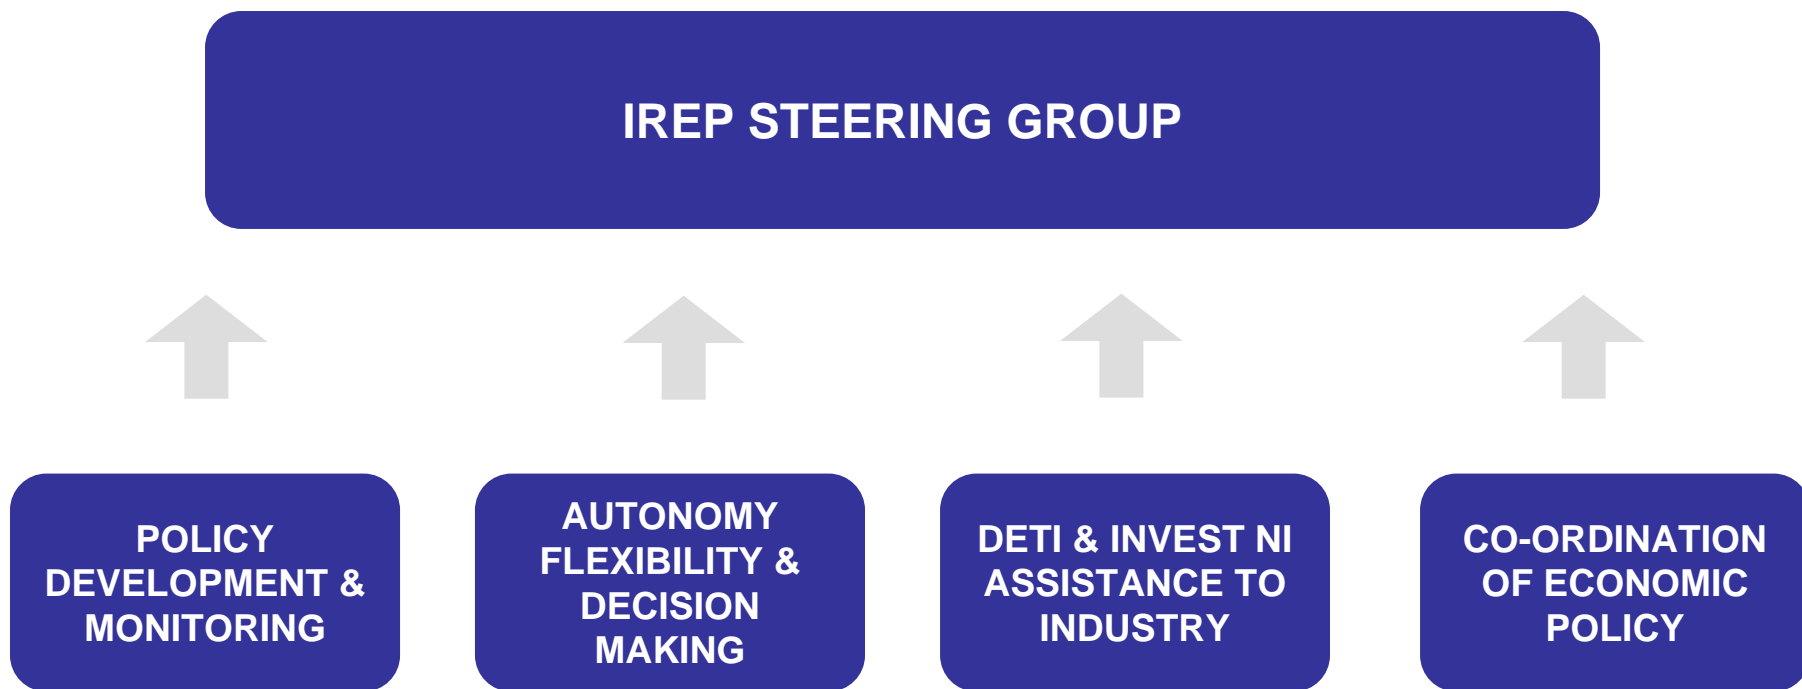 IREP STEERING GROUP
POLICY
DEVELOPMENT &
MONITORING
AUTONOMY
FLEXIBILITY &
DECISION
MAKING
DETI & INVEST NI
ASSISTANCE TO
INDUSTRY
CO-ORDINATION
OF ECONOMIC
POLICY